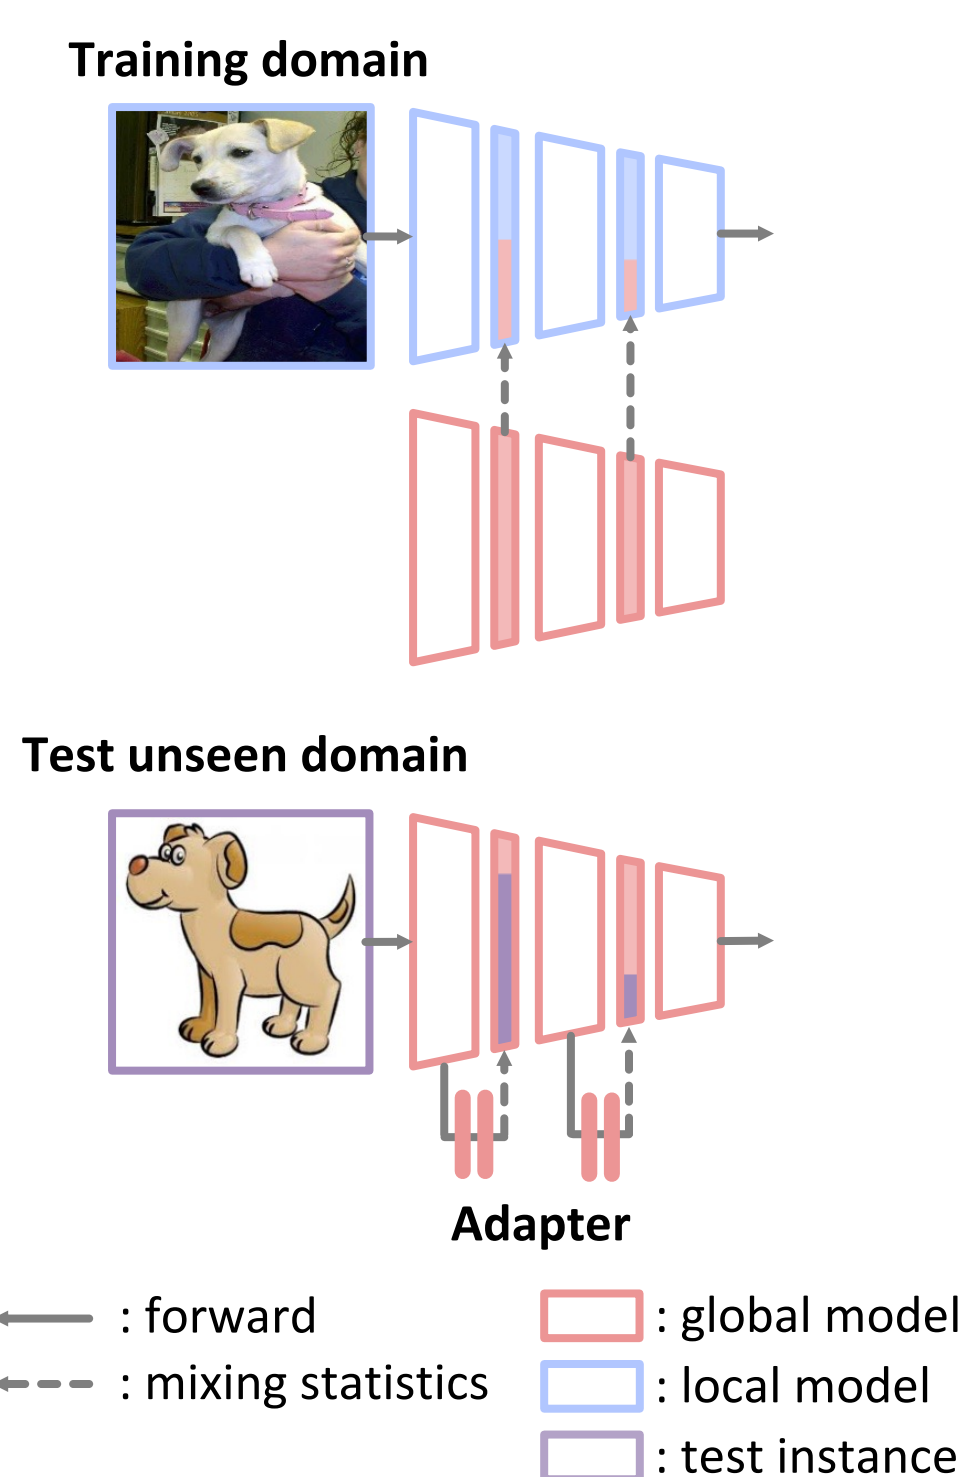 Training domain
Test unseen domain
Adapter
: forward
: mixing statistics
: global model
: local model
: test instance